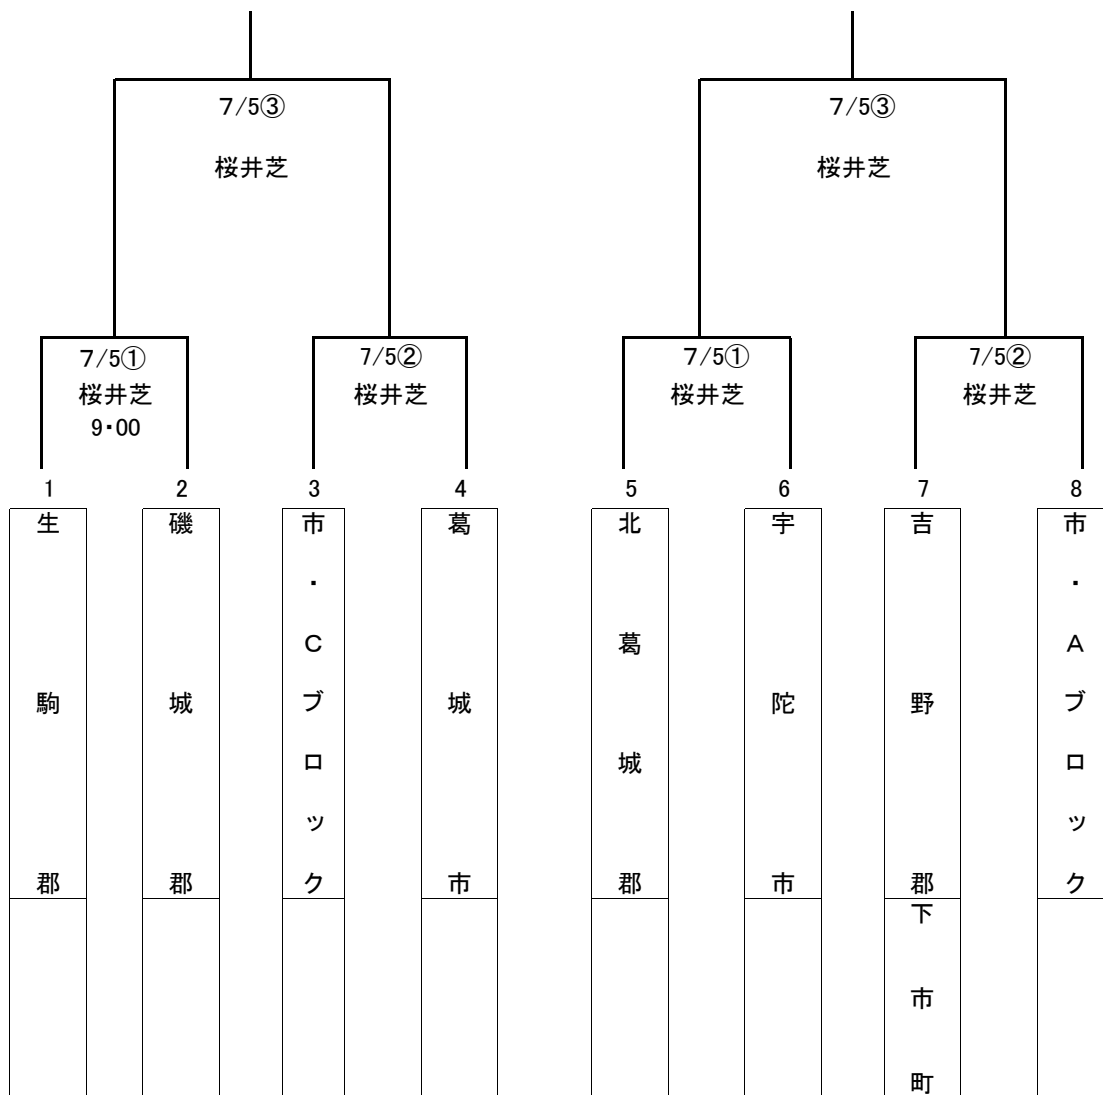 7/5③
桜井芝
7/5③
桜井芝
7/5①
桜井芝
9・00
7/5②
桜井芝
7/5①
桜井芝
7/5②
桜井芝
1
2
3
4
5
6
7
8
生駒郡
磯城郡
市・Cブロック
葛城市
北葛城郡
宇陀市
吉野郡
市・Aブロック
下市町